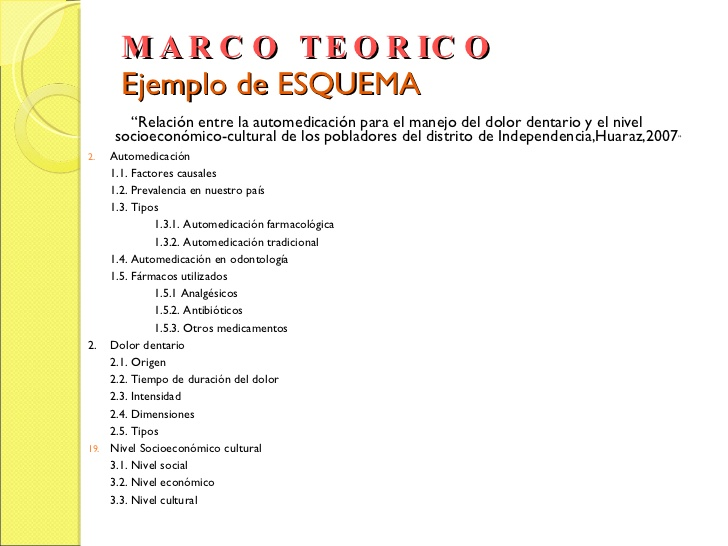 MARCO TEORICO
Ejemplo de ESQUEMA
“Relación entre la automedicación para el manejo del dolor dentario y el nivel
socioeconómico-cultural de los pobladores del distrito de Independencia,Huaraz,2007”
2. Automedicación
1.1. Factores causales
1.2. Prevalencia en nuestro país
1.3. Tipos
1.3.1. Automedicación farmacológica
1.3.2. Automedicación tradicional
1.4. Automedicación en odontología
1.5. Fármacos utilizados
1.5.1 Analgésicos
1.5.2. Antibióticos
1.5.3. Otros medicamentos
2. Dolor dentario
2.1. Origen
2.2. Tiempo de duración del dolor
2.3. Intensidad
2.4. Dimensiones
2.5. Tipos
19. Nivel Socioeconómico cultural
3.1. Nivel social
3.2. Nivel económico
3.3. Nivel cultural